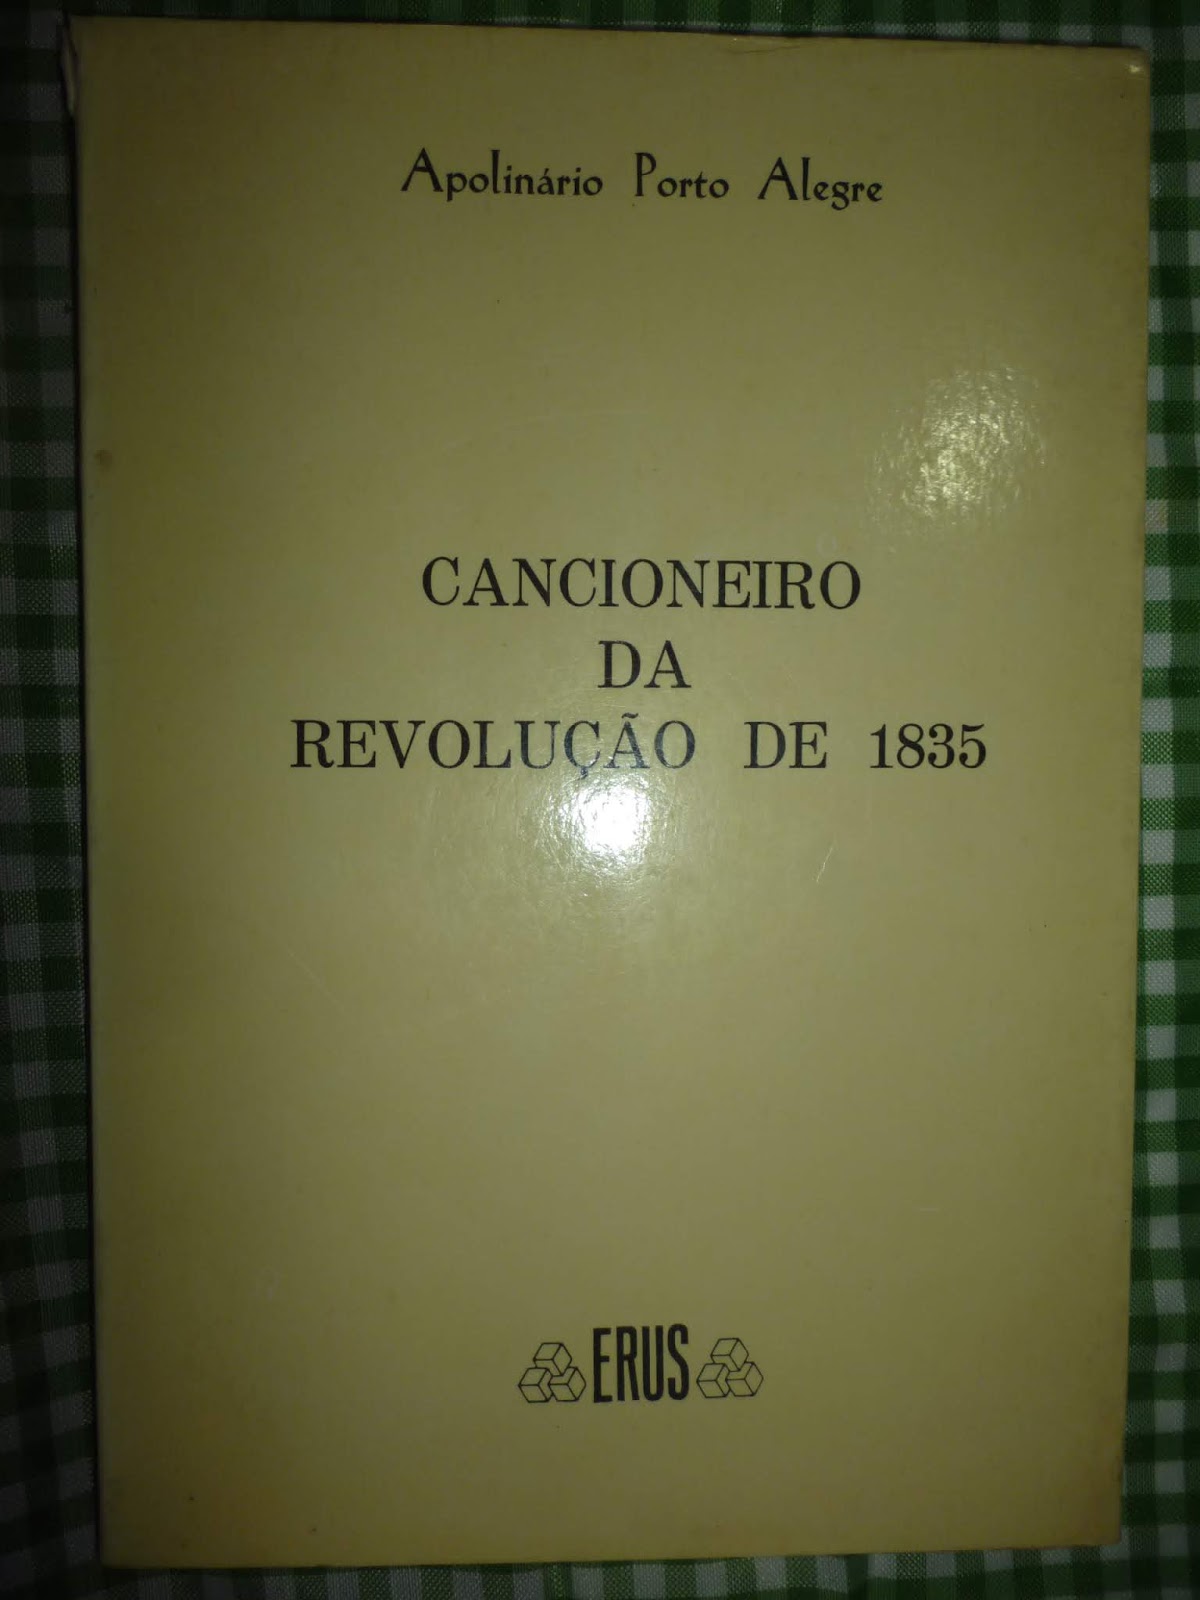 Apolinário Porto Alegre
CANCIONEIRO
DA
REVOLUÇÃO DE 1835
ERUS